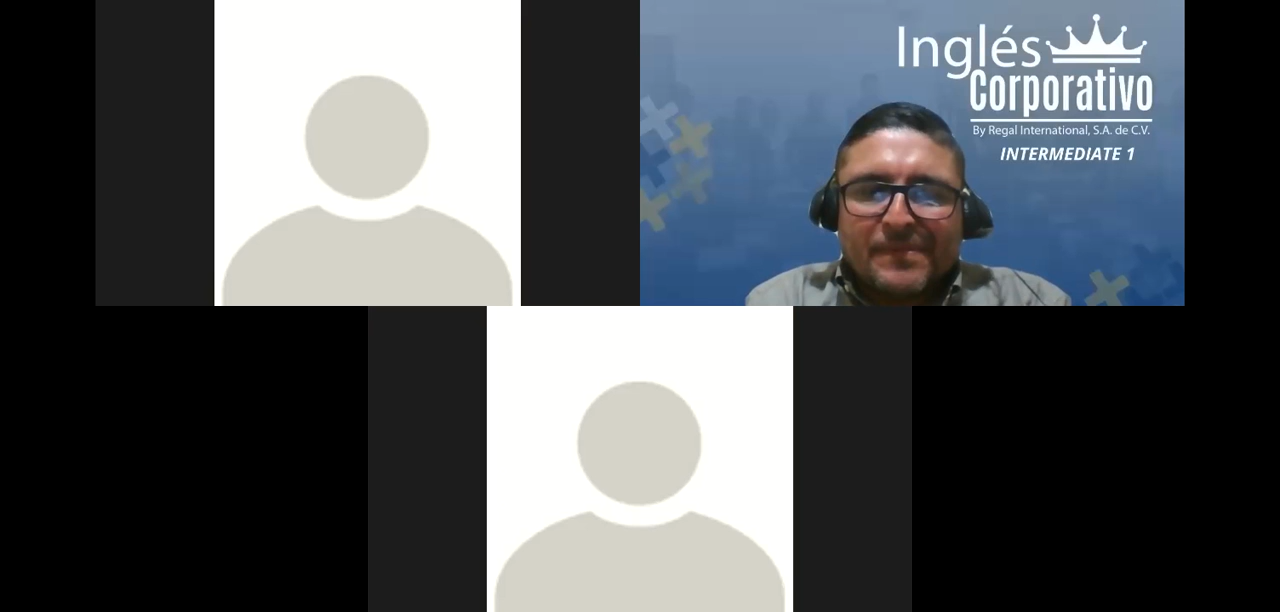 Inglés
Corporativo
By Regal International, S.A. de C.V.
INTERMEDIATE 1